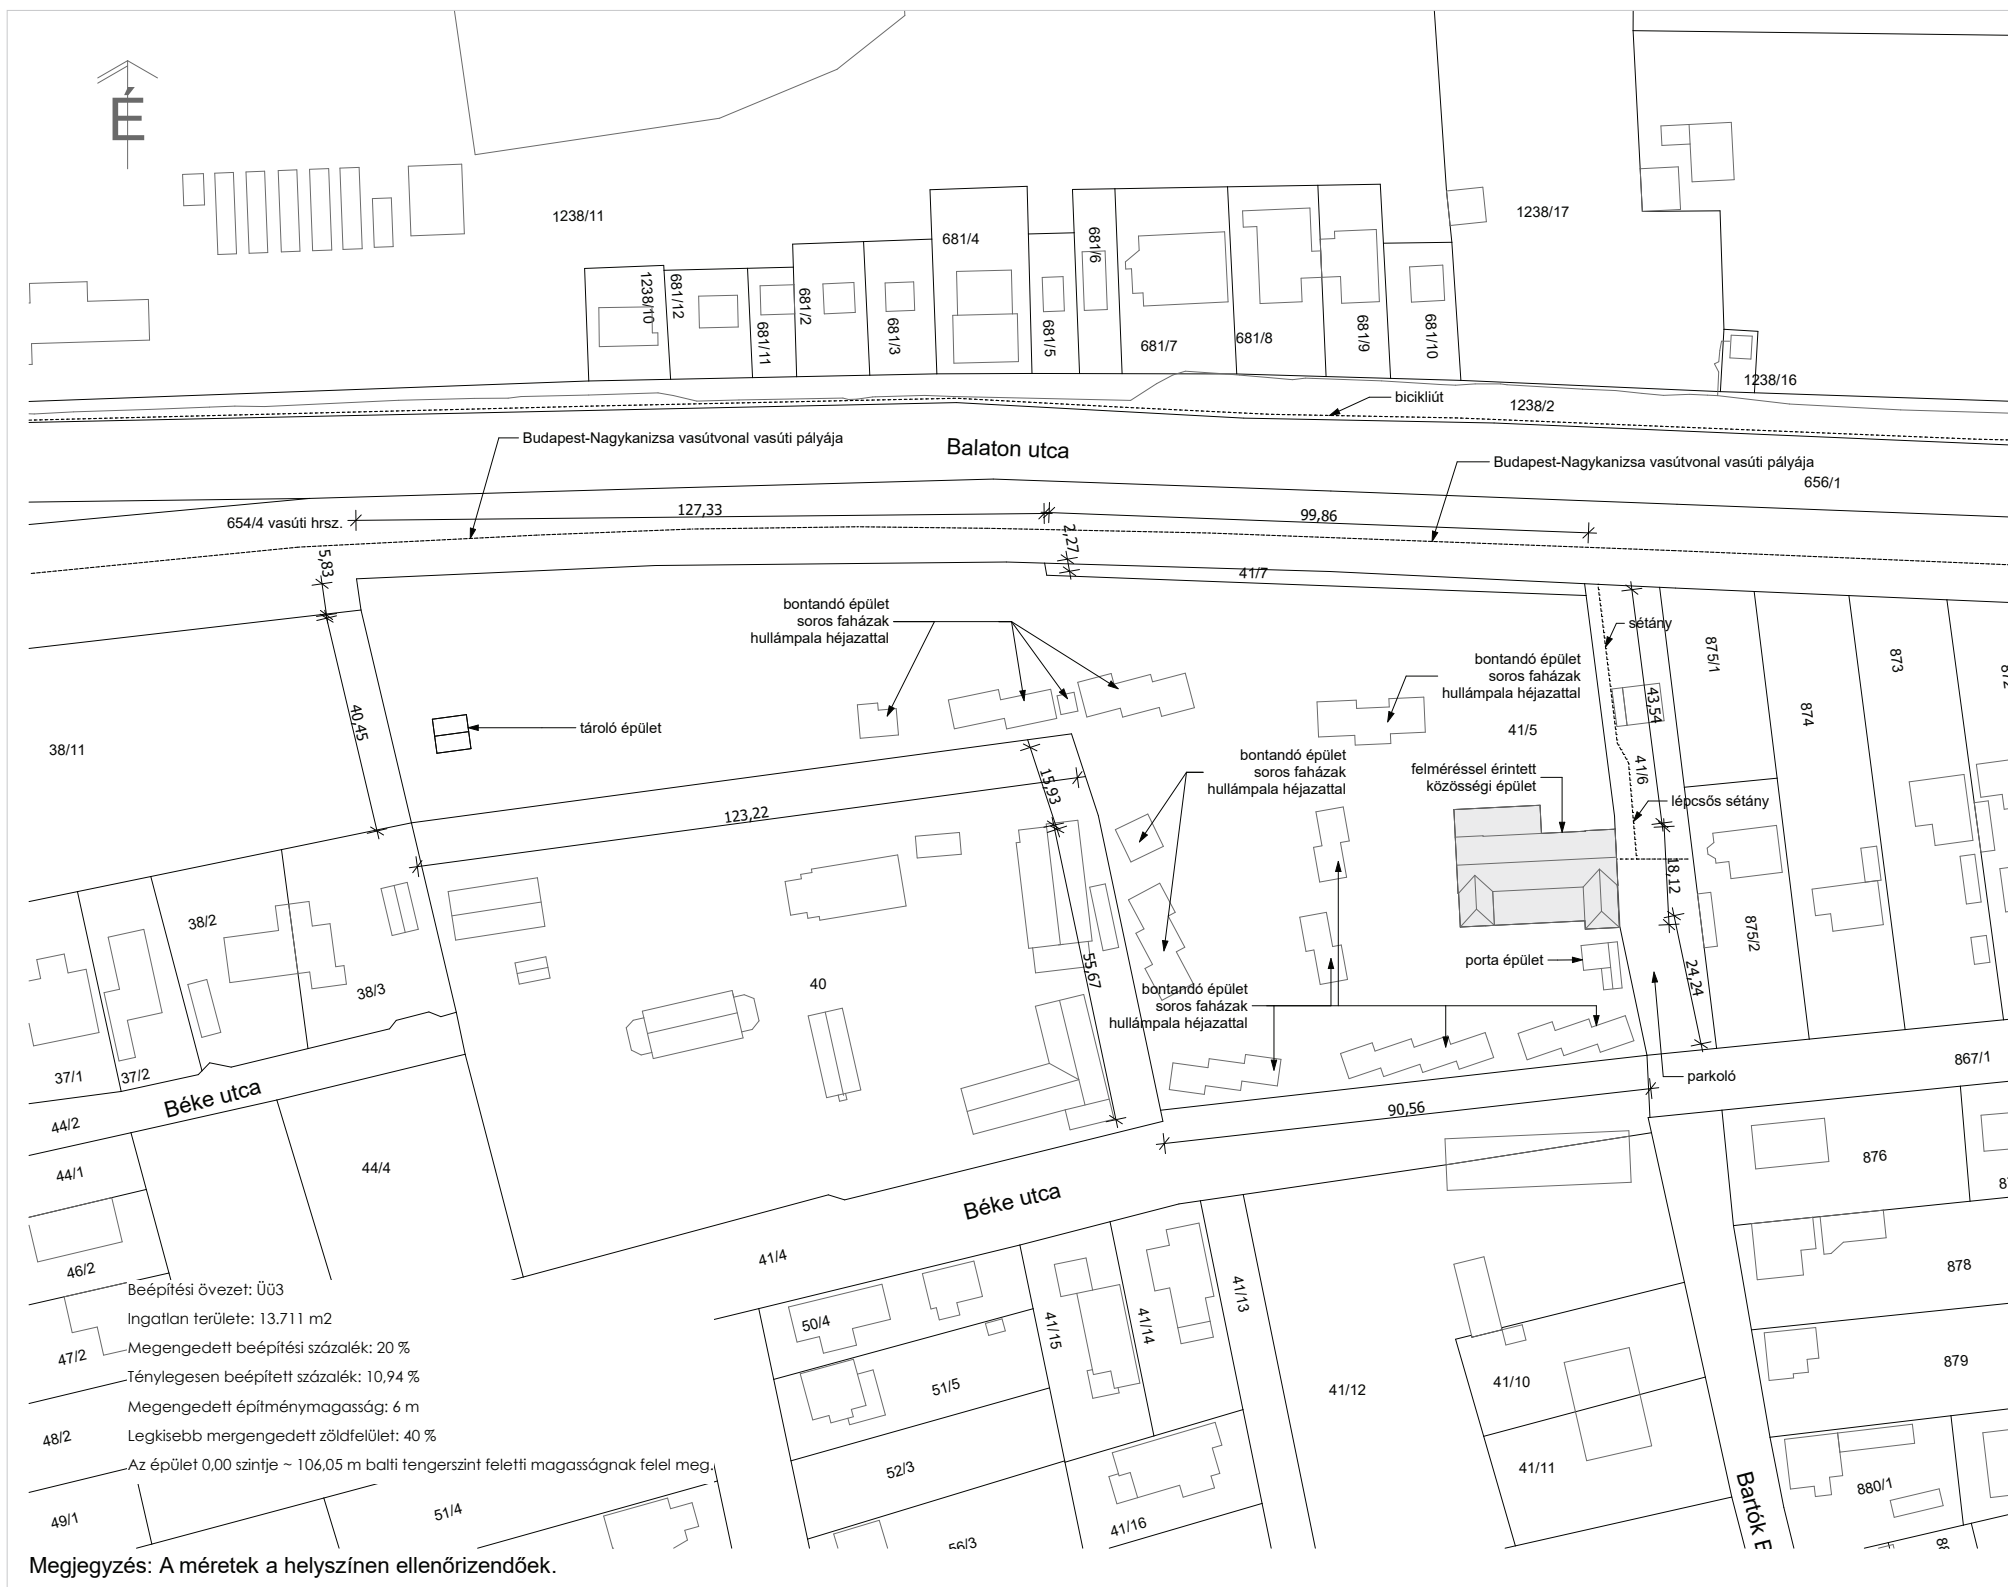 É
1238/11
1238/17
681/4
681/6
1238/10
681/12
681/11
681/2
681/3
681/5
681/7
681/8
681/9
681/10
1238/16
bicikliút
1238/2
Budapest-Nagykanizsa vasútvonal vasúti pályája
Balaton utca
Budapest-Nagykanizsa vasútvonal vasúti pályája
656/1
654/4 vasúti hrsz.
127,33
99,86
5,83
2,27
41/7
bontandó épület
soros faházak
hullámpala héjazattal
sétány
bontandó épület
soros faházak
hullámpala héjazattal
875/1
873
40,45
43,54
874
38/11
tároló épület
41/5
bontandó épület
soros faházak
hullámpala héjazattal
felméréssel érintett
közösségi épület
41/6
15,93
lépcsős sétány
123,22
18,12
38/2
875/2
porta épület
55,67
24,24
38/3
40
bontandó épület
soros faházak
hullámpala héjazattal
37/1
37/2
867/1
parkoló
Béke utca
90,56
44/2
44/1
44/4
876
Béke utca
46/2
41/4
878
41/13
Beépítési övezet: Üü3
Ingatlan területe: 13.711 m2
Megengedett beépítési százalék: 20 %
Ténylegesen beépített százalék: 10,94 %
Megengedett építménymagasság: 6 m
Legkisebb mergengedett zöldfelület: 40 %
Az épület 0,00 szintje ~ 106,05 m balti tengerszint feletti magasságnak felel meg.
50/4
41/15
41/14
47/2
879
51/5
41/12
41/10
48/2
52/3
41/11
880/1
49/1
51/4
41/16
Bartók
Megjegyzés: A méretek a helyszínen ellenőrizendőek.